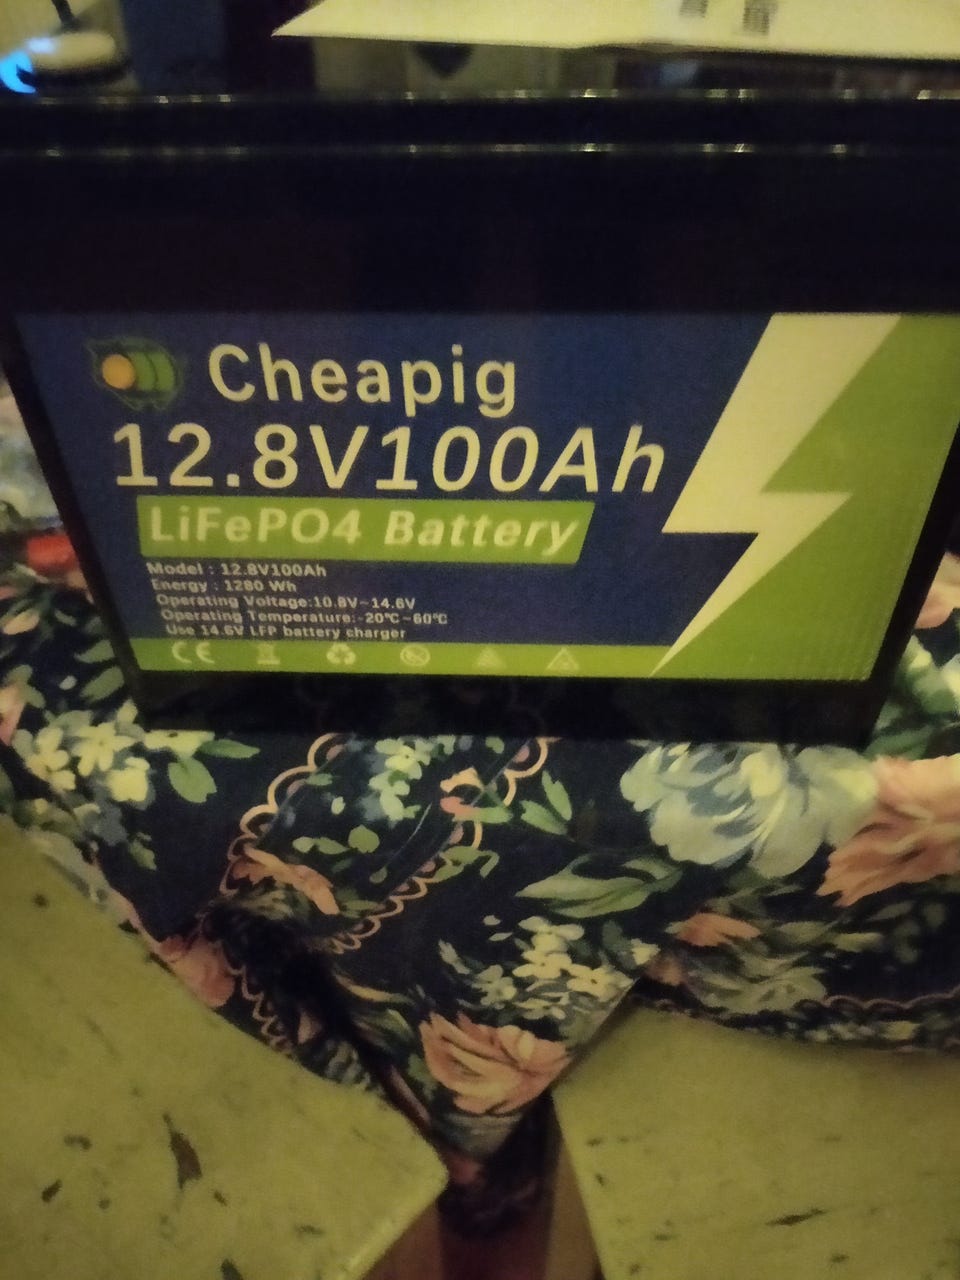 Cheapig
12.8V100Ah
LiFePO4 Battery
Model : 12.8V100Ah
Energy : 1280 Wh
Operating Voltage:10.8V~14.6V
Operating Temperature:-20℃~60℃
Use 14.6V LFP battery charger
CE